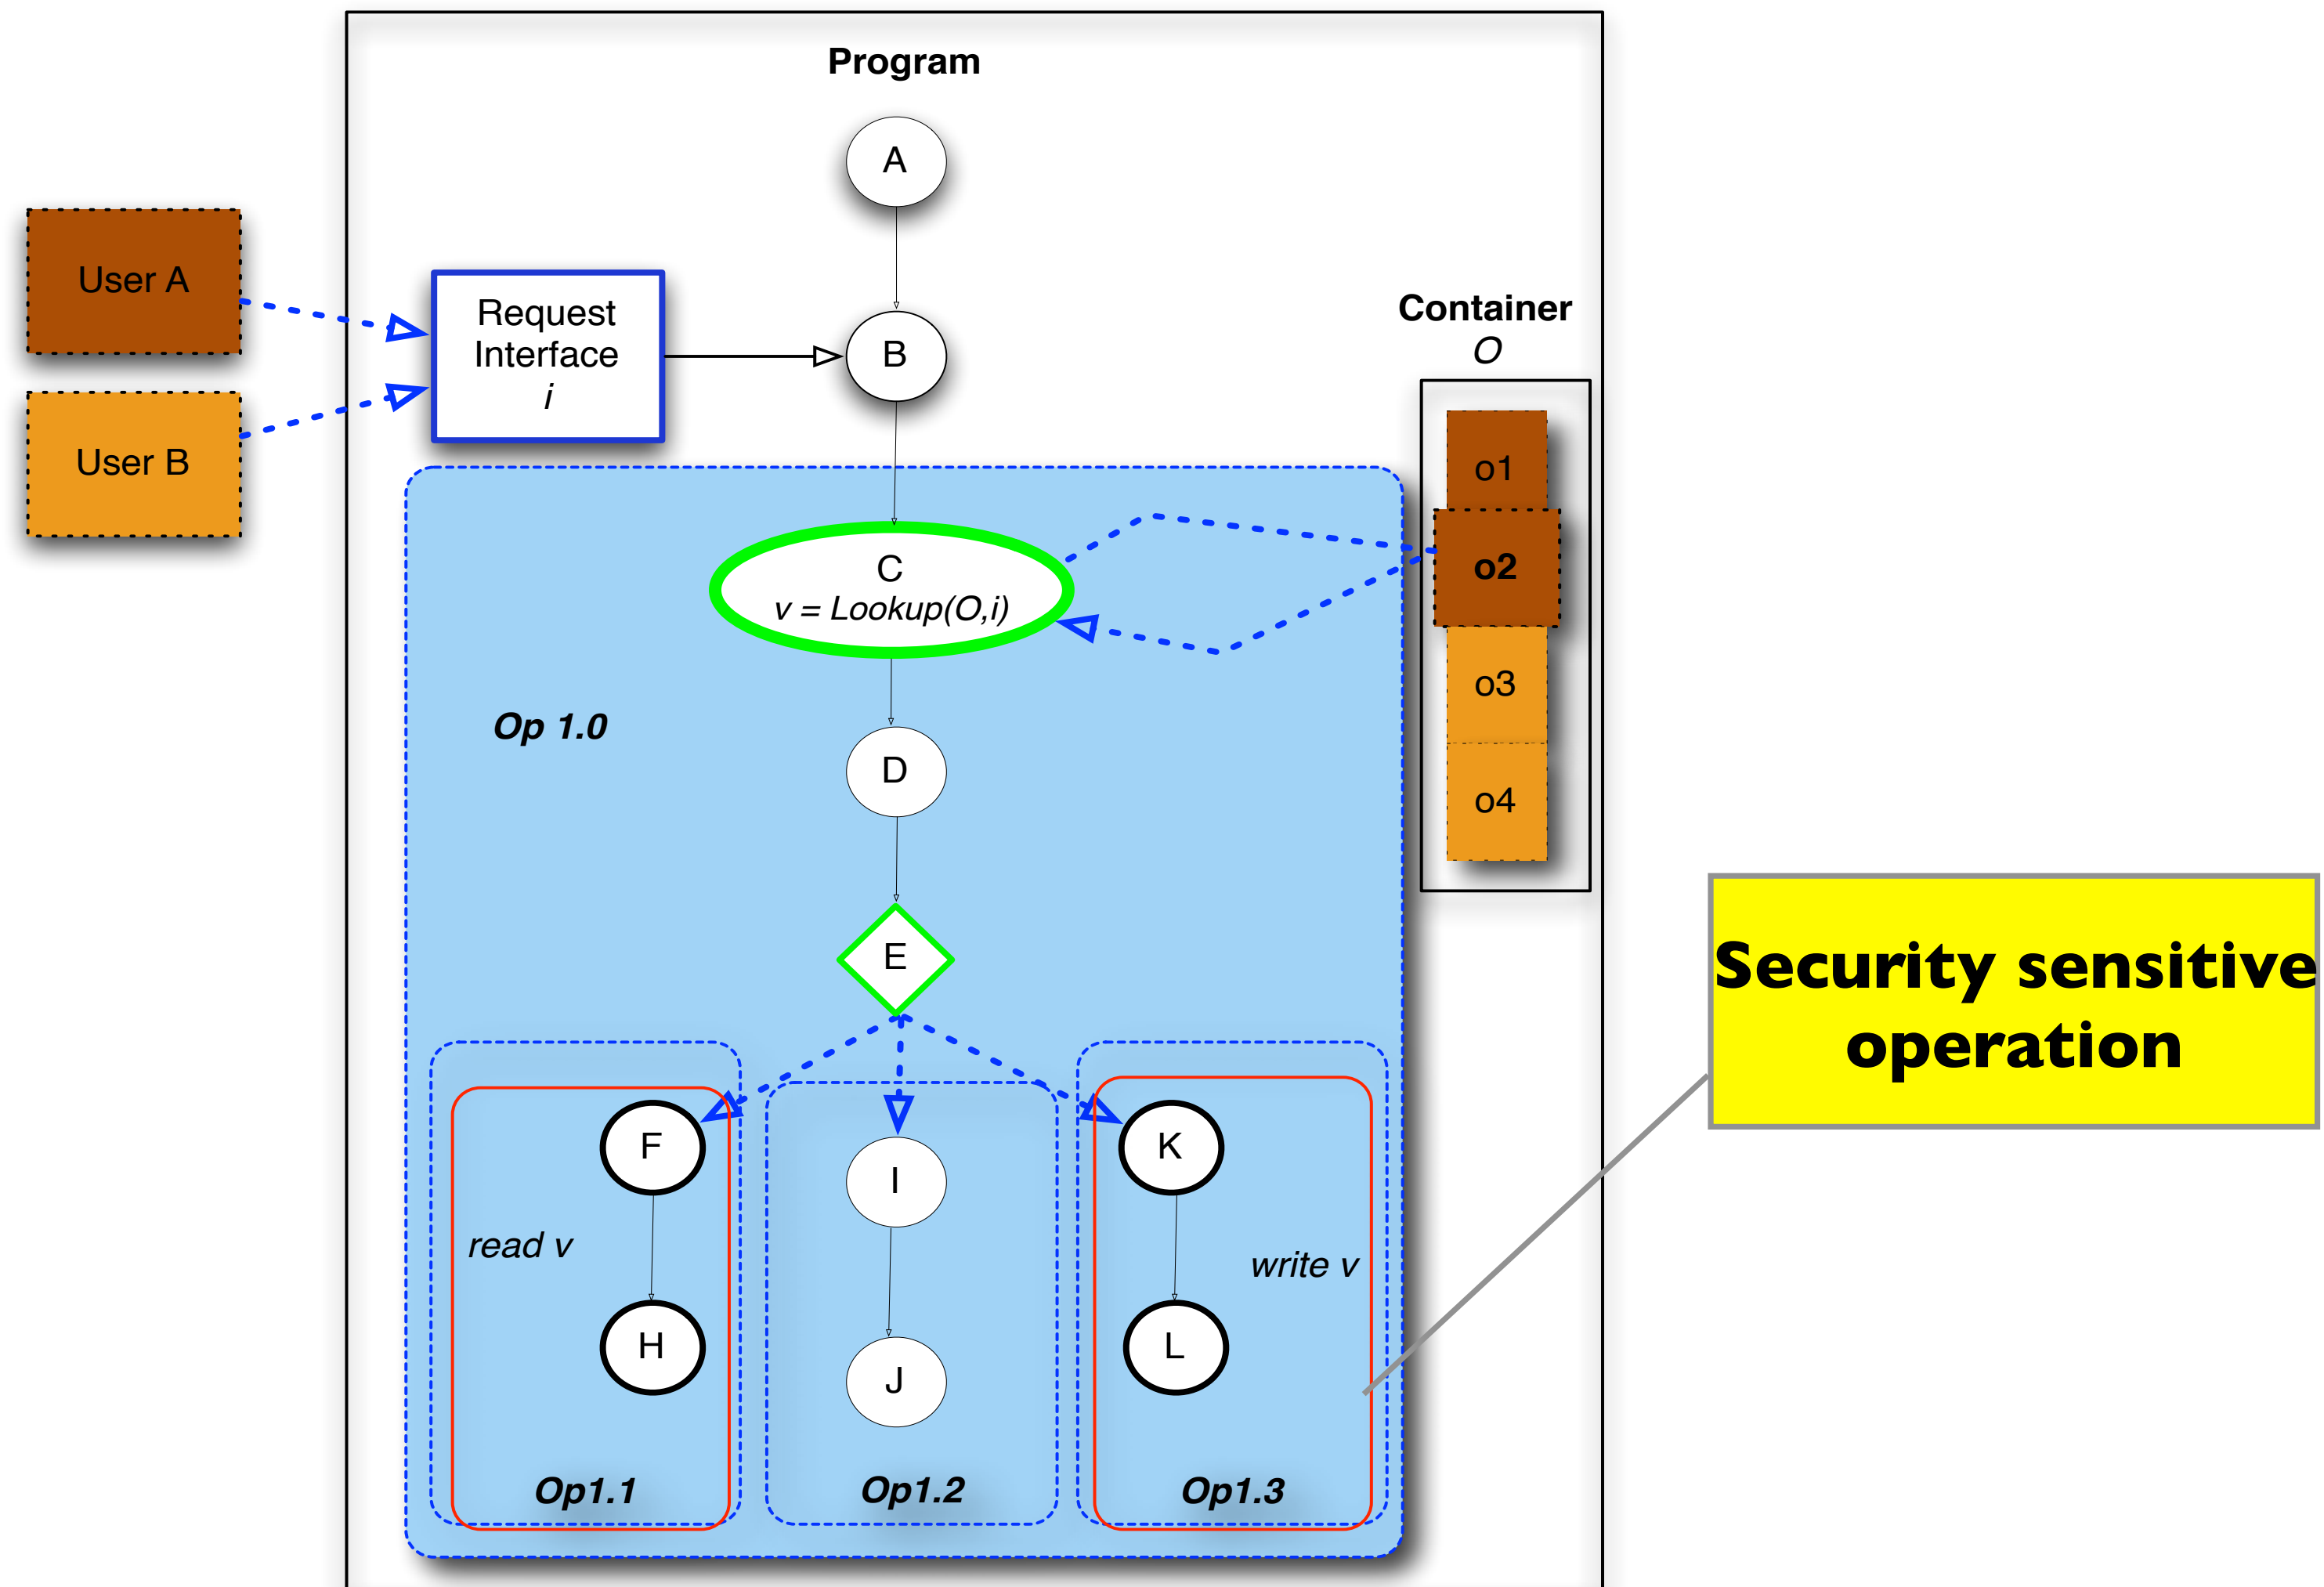 Program
A
User A
Request
Interface
i
B
Container
O
User B
o1
o2
o3
o4
C
v = Lookup(O,i)
Op 1.0
D
E
Security sensitive
operation
F
I
K
read v
write v
H
J
L
Op1.1
Op1.2
Op1.3